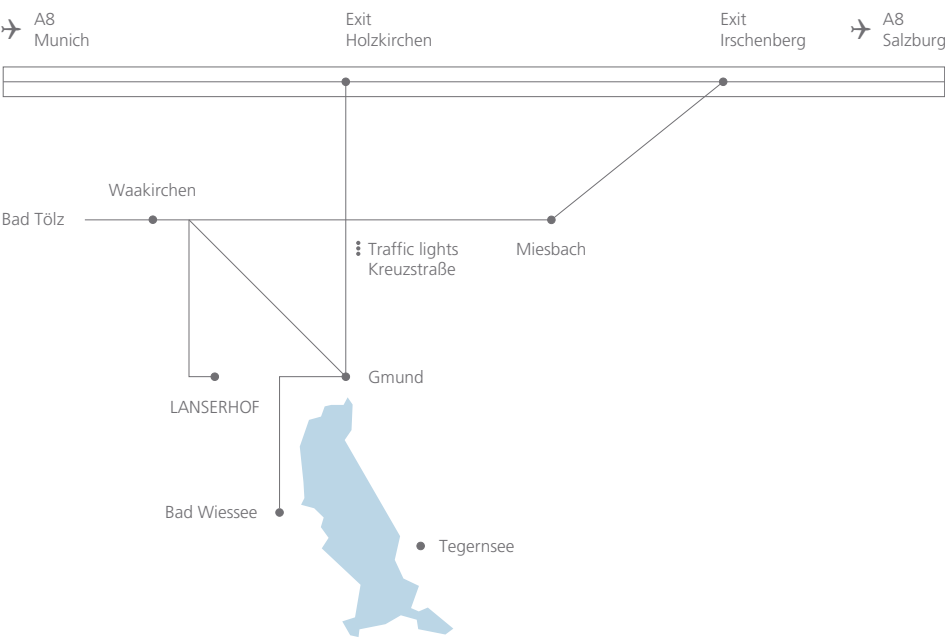 A8
Munich
Exit
Holzkirchen
Exit
Irschenberg
A8
Salzburg
Waakirchen
Bad Tölz
Traffic lights
Kreuzstraße
Miesbach
Gmund
LANSERHOF
Bad Wiessee
Tegernsee